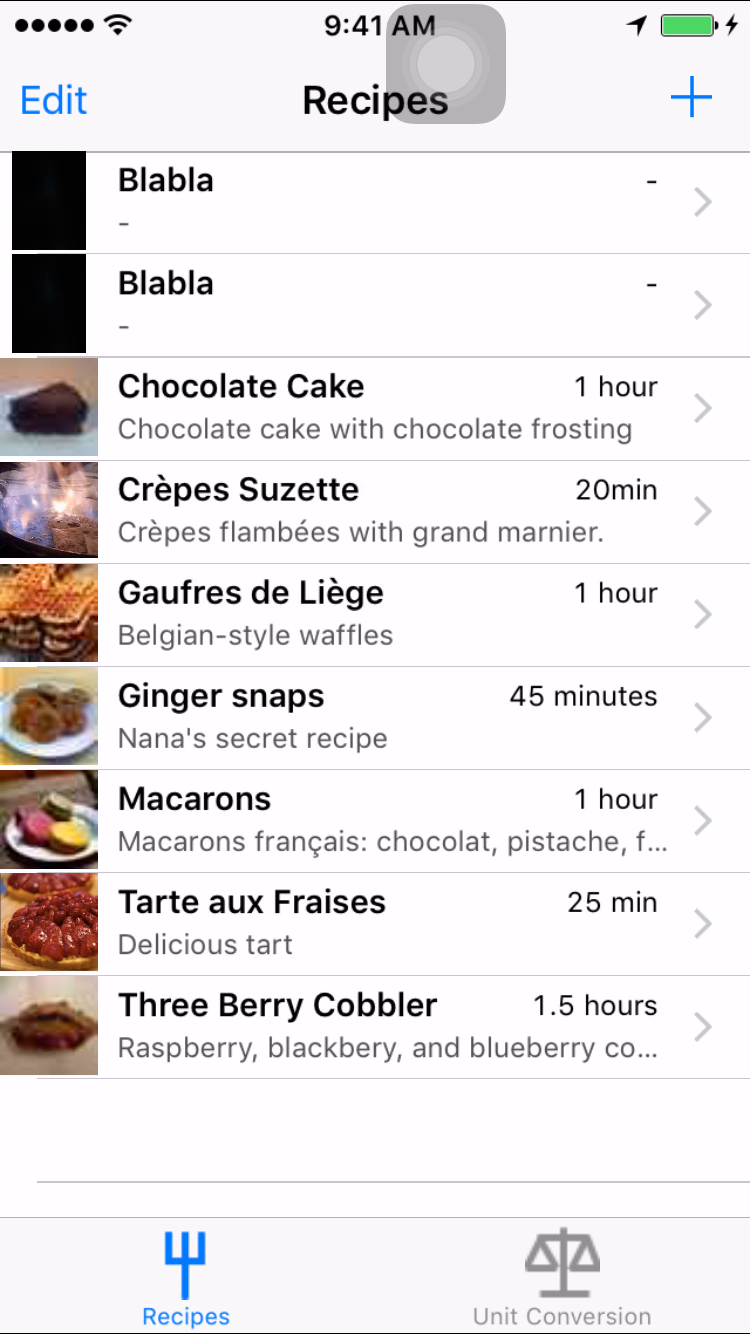 9:41 AM
Edit
Recipes
Blabla
-
-
Blabla
-
-
Chocolate Cake
1 hour
Chocolate cake with chocolate frosting
Crèpes Suzette
20min
Crèpes flambées with grand marnier.
Gaufres de Liège
1 hour
Belgian-style waffles
Ginger snaps
45 minutes
Nana's secret recipe
Macarons
1 hour
Macarons français: chocolat, pistache, f...
Tarte aux Fraises
25 min
Delicious tart
Three Berry Cobbler
1.5 hours
Raspberry, blackbery, and blueberry co...
Recipes
Unit Conversion